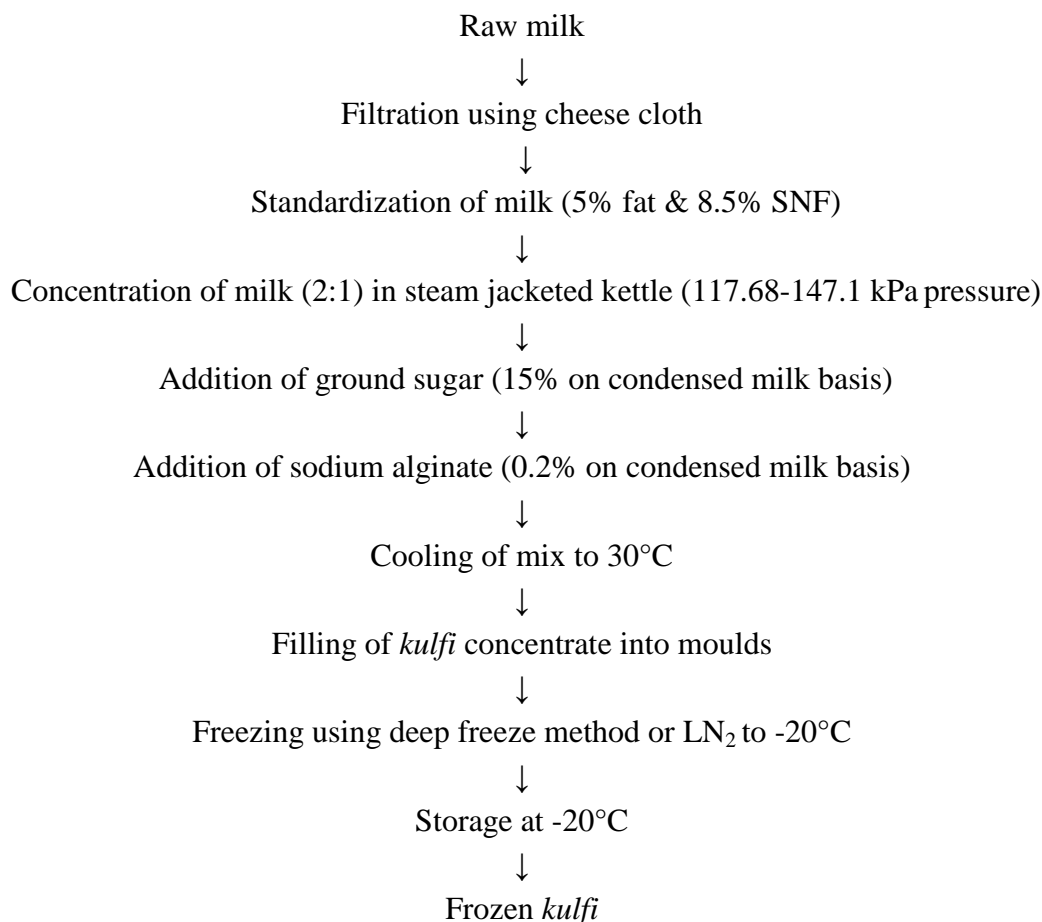 Raw milk
↓
Filtration using cheese cloth
↓
Standardization of milk (5% fat & 8.5% SNF)
↓
Concentration of milk (2:1) in steam jacketed kettle (117.68-147.1 kPa pressure)
↓
Addition of ground sugar (15% on condensed milk basis)
↓
Addition of sodium alginate (0.2% on condensed milk basis)
↓
Cooling of mix to 30°C
↓
Filling of kulfi concentrate into moulds
↓
Freezing using deep freeze method or LN₂ to -20°C
↓
Storage at -20°C
↓
Frozen kulfi